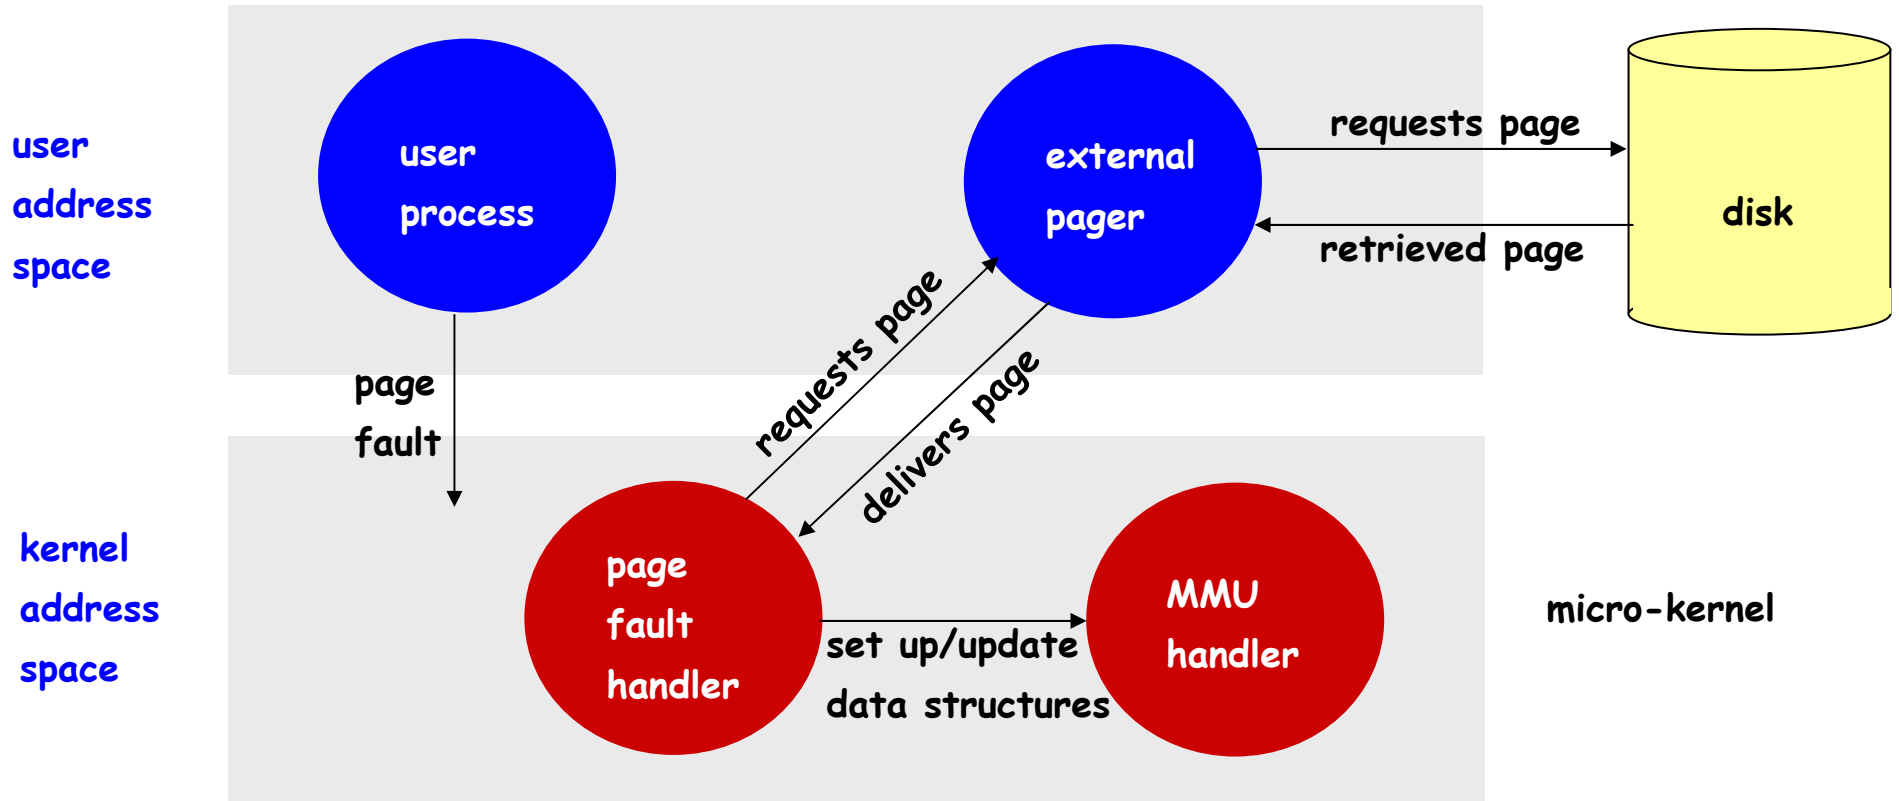 user
address
space
user
process
external
pager
requests page
retrieved page
disk
page
fault
requests page
delivers page
kernel
address
space
page
fault
handler
set up/update
data structures
MMU
handler
micro-kernel